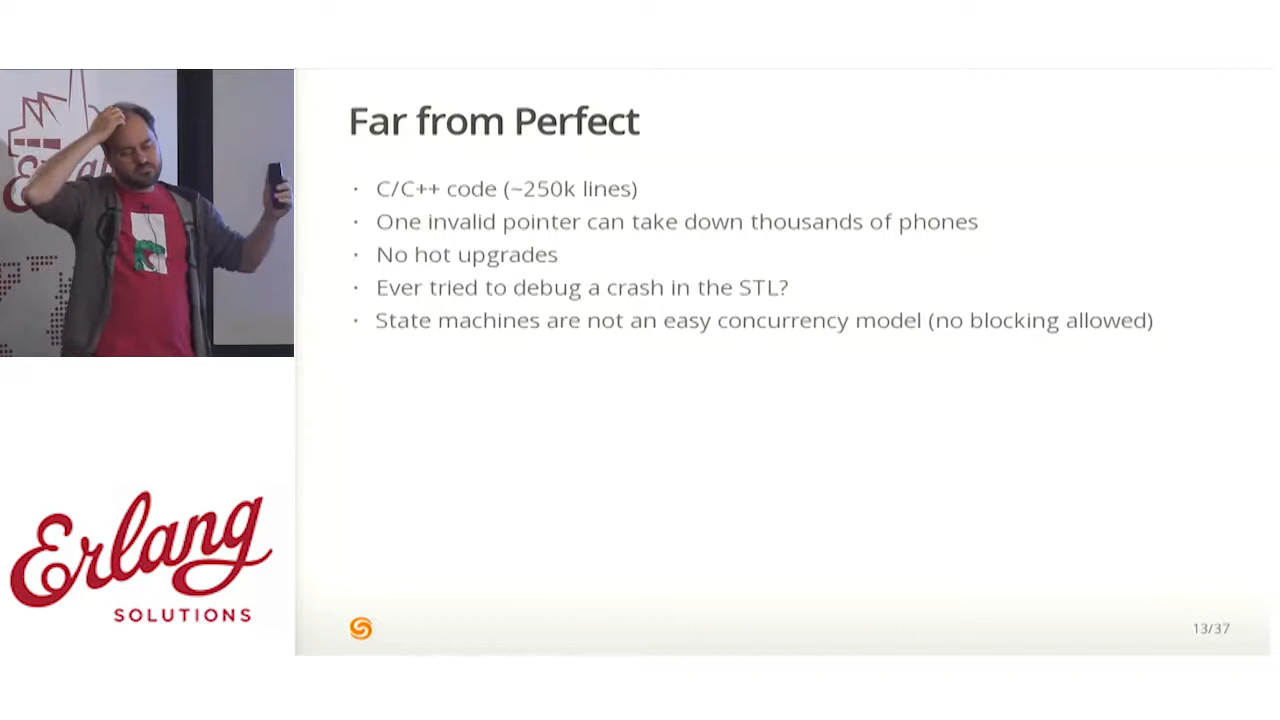 Far from Perfect
· C/C++ code (~250k lines)
· One invalid pointer can take down thousands of phones
· No hot upgrades
· Ever tried to debug a crash in the STL?
· State machines are not an easy concurrency model (no blocking allowed)
Erlang
SOLUTIONS
13/37